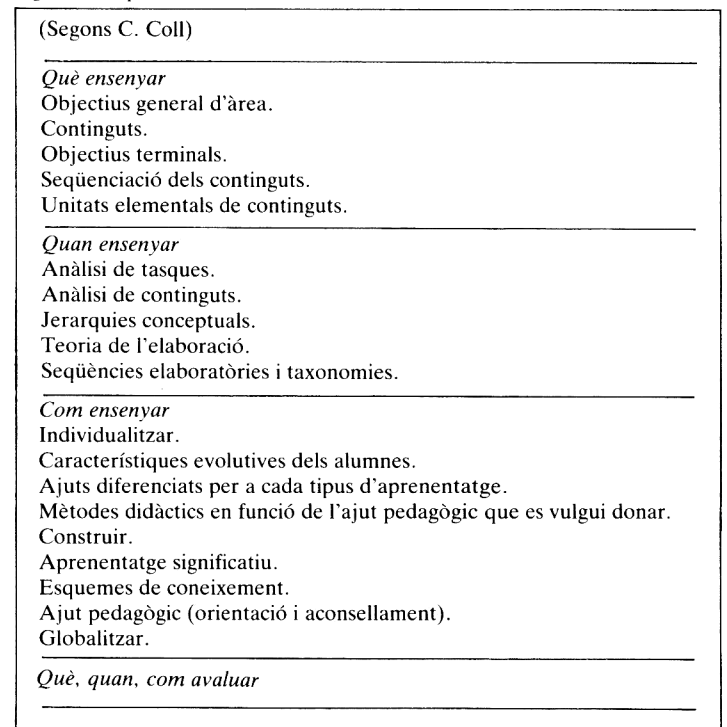 (Segons C. Coll)
Què ensenyar
Objectius general d'àrea.
Continguts.
Objectius terminals.
Seqüenciació dels continguts.
Unitats elementals de continguts.
Quan ensenyar
Anàlisi de tasques.
Anàlisi de continguts.
Jerarquies conceptuals.
Teoria de l'elaboració.
Seqüències elaboratòries i taxonomies.
Com ensenyar
Individualitzar.
Característiques evolutives dels alumnes.
Ajuts diferenciats per a cada tipus d'aprenentatge.
Mètodes didàctics en funció de l'ajut pedagògic que es vulgui donar.
Construir.
Aprenentatge significatiu.
Esquemes de coneixement.
Ajut pedagògic (orientació i aconsellament).
Globalitzar.
Què, quan, com avaluar